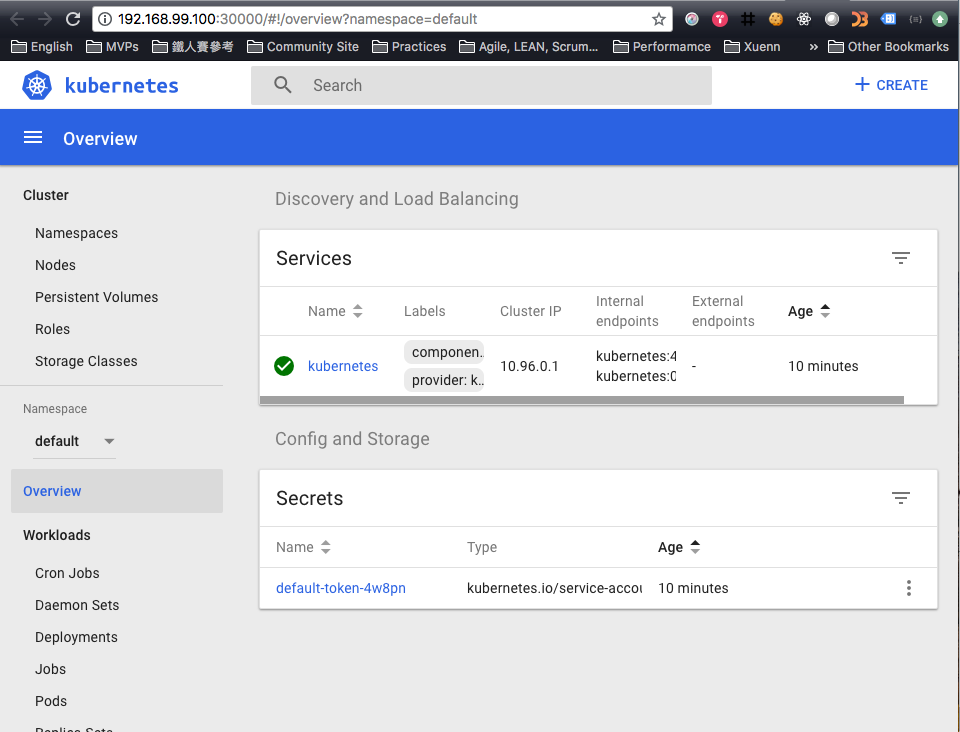 192.168.99.100:30000/#!/overview?namespace=default
English MVPs 鐵人賽參考 Community Site Practices Agile, LEAN, Scrum... Performamce Xuenn » Other Bookmarks
kubernetes Search + CREATE
Overview
Cluster
Namespaces
Nodes
Persistent Volumes
Roles
Storage Classes
Namespace
default
Overview
Workloads
Cron Jobs
Daemon Sets
Deployments
Jobs
Pods
Replica Sets
Discovery and Load Balancing
Services
Name Labels Cluster IP Internal endpoints External endpoints Age
kubernetes componen.. provider: k.. 10.96.0.1 kubernetes:4 kubernetes:0 - 10 minutes
Config and Storage
Secrets
Name Type Age
default-token-4w8pn kubernetes.io/service-accou 10 minutes